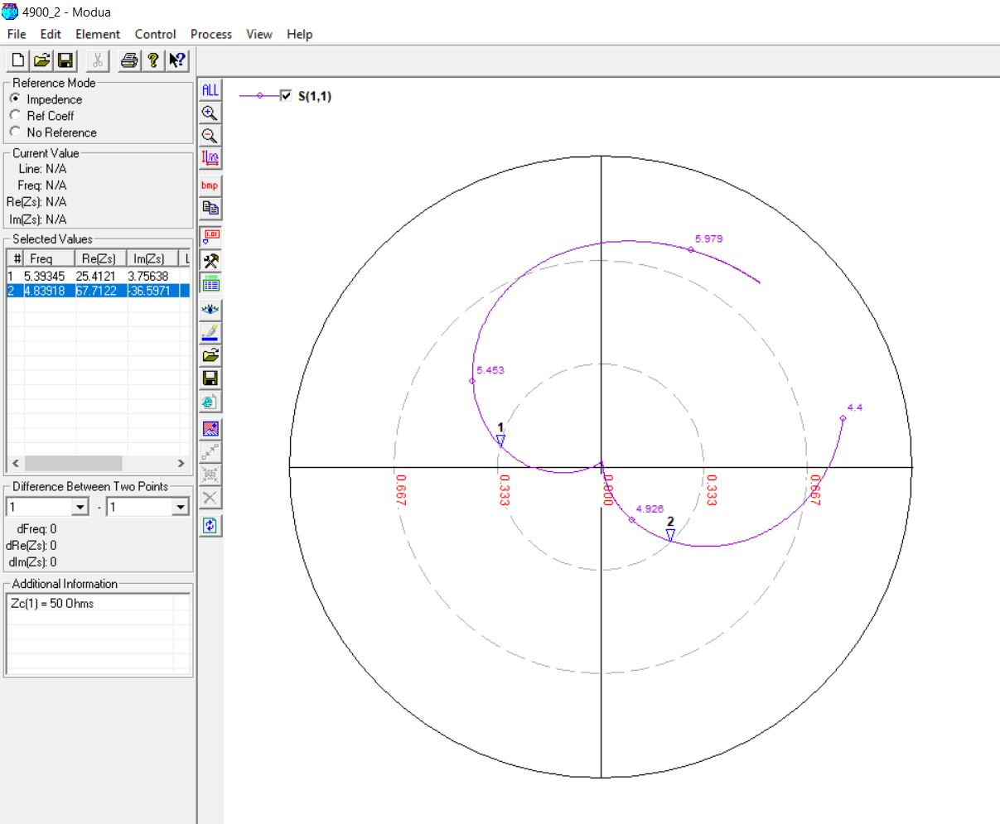 4900_2 - Modua
File Edit Element Control Process View Help
Reference Mode
Impedence
Ref Coeff
No Reference
Current Value
Line: N/A
Freq: N/A
Re(Zs): N/A
Im(Zs): N/A
Selected Values
# Freq Re(Zs) Im(Zs) L
1 5.39345 25.4121 3.75638
2 4.83918 67.7122 -36.5971
Difference Between Two Points
1 - 1
dFreq: 0
dRe(Zs): 0
dIm(Zs): 0
Additional Information
Zc(1) = 50 Ohms
ALL
bmp
1.01
S(1,1)
5.979
5.453
4.4
1
0.667
0.333
0.000
0.333
0.667
4.926
2